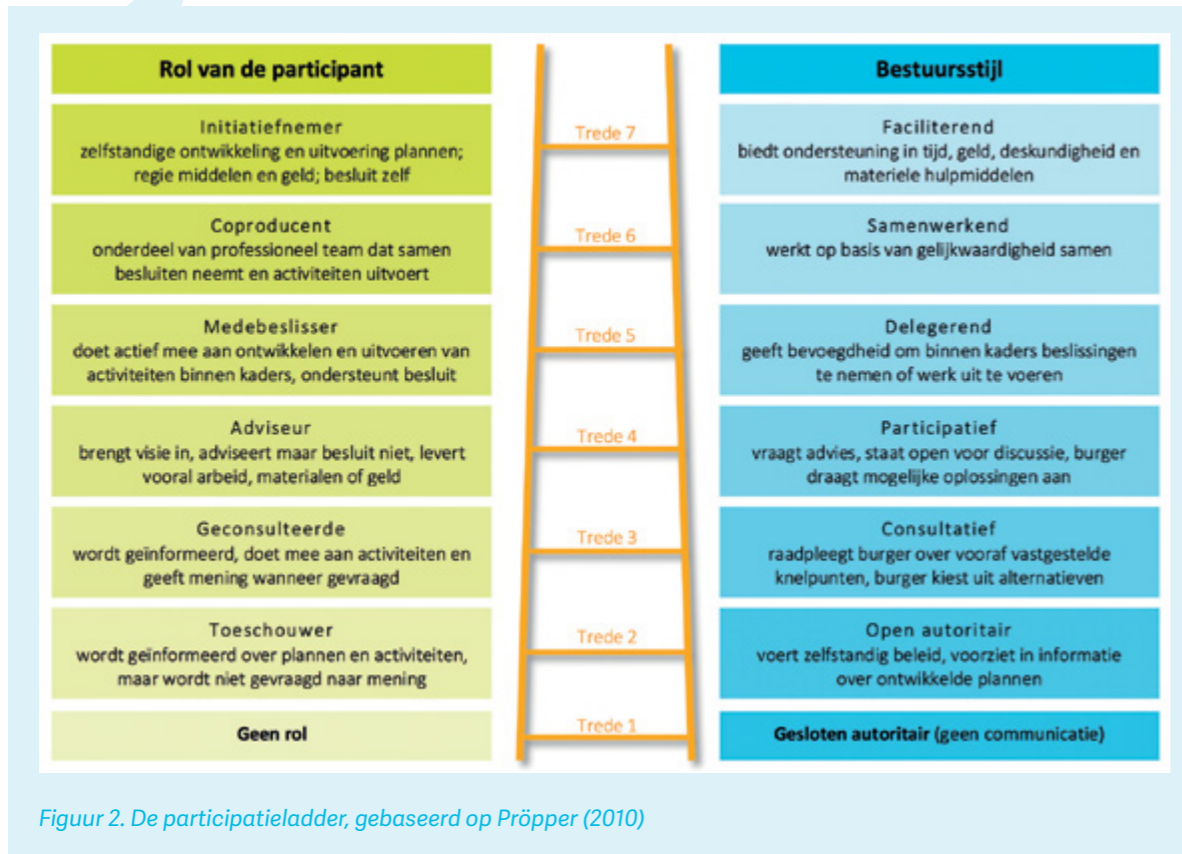 Rol van de participant
Bestuursstijl
Initiatiefnemer
zelfstandige ontwikkeling en uitvoering plannen;
regie middelen en geld; besluit zelf
Trede 7
Faciliterend
biedt ondersteuning in tijd, geld, deskundigheid en
materiele hulpmiddelen
Coproducent
onderdeel van professioneel team dat samen
besluiten neemt en activiteiten uitvoert
Trede 6
Samenwerkend
werkt op basis van gelijkwaardigheid samen
Medebeslisser
doet actief mee aan ontwikkelen en uitvoeren van
activiteiten binnen kaders, ondersteunt besluit
Trede 5
Delegerend
geeft bevoegdheid om binnen kaders beslissingen
te nemen of werk uit te voeren
Adviseur
brengt visie in, adviseert maar besluit niet, levert
vooral arbeid, materialen of geld
Trede 4
Participatief
vraagt advies, staat open voor discussie, burger
draagt mogelijke oplossingen aan
Geconsulteerde
wordt geïnformeerd, doet mee aan activiteiten en
geeft mening wanneer gevraagd
Trede 3
Consultatief
raadpleegt burger over vooraf vastgestelde
knelpunten, burger kiest uit alternatieven
Toeschouwer
wordt geïnformeerd over plannen en activiteiten,
maar wordt niet gevraagd naar mening
Trede 2
Open autoritair
voert zelfstandig beleid, voorziet in informatie
over ontwikkelde plannen
Geen rol
Trede 1
Gesloten autoritair (geen communicatie)
Figuur 2. De participatieladder, gebaseerd op Pröpper (2010)